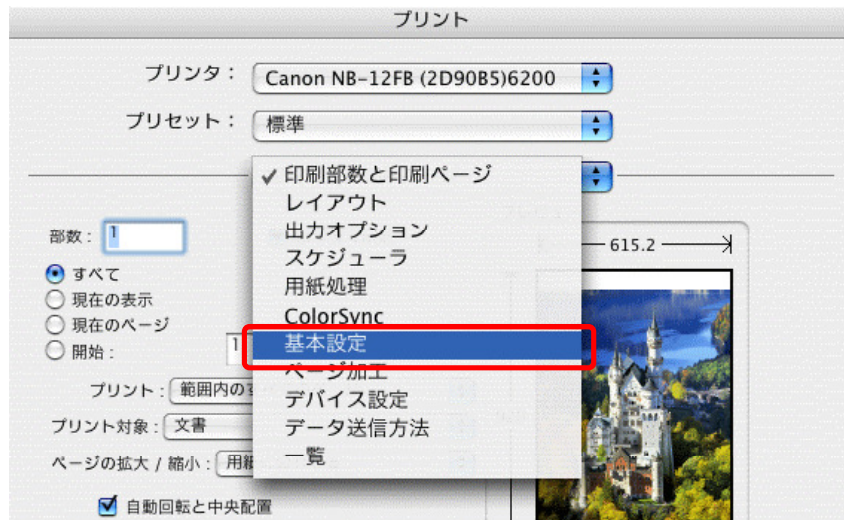 プリント
プリンタ： Canon NB-12FB (2D90B5)6200
プリセット： 標準
✓ 印刷部数と印刷ページ
レイアウト
出力オプション
スケジューラ
用紙処理
ColorSync
基本設定
ページ加工
デバイス設定
データ送信方法
一覧
部数： 1
すべて
現在の表示
現在のページ
開始： 1
プリント： 範囲内の
プリント対象： 文書
ページの拡大 / 縮小： 用紙
自動回転と中央配置
615.2